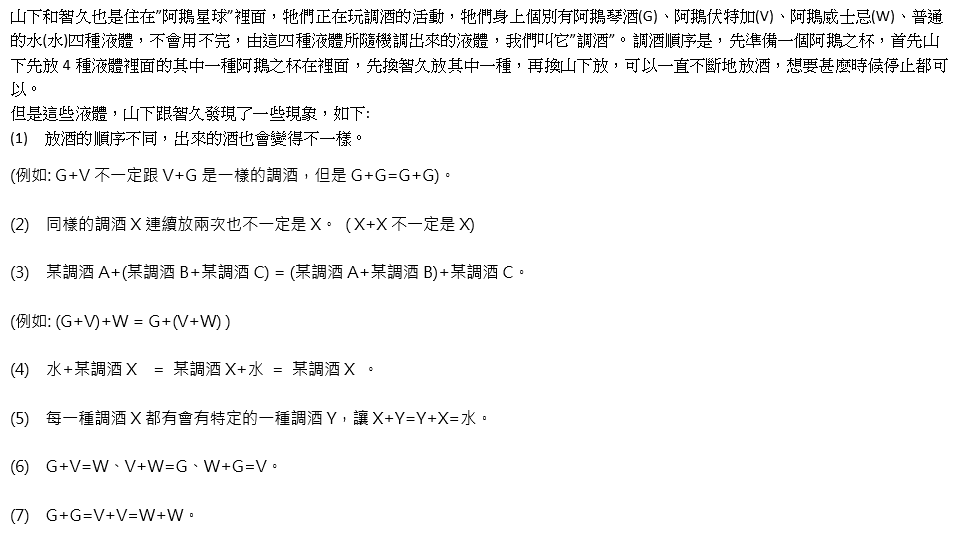 山下和智久也是住在”阿鵝星球”裡面，牠們正在玩調酒的活動，牠們身上個別有阿鵝琴酒(G)、阿鵝伏特加(V)、阿鵝威士忌(W)、普通
的水(水)四種液體，不會用不完，由這四種液體所隨機調出來的液體，我們叫它”調酒”。調酒順序是，先準備一個阿鵝之杯，首先山
下先放 4 種液體裡面的其中一種阿鵝之杯在裡面，先換智久放其中一種，再換山下放，可以一直不斷地放酒，想要甚麼時候停止都可
以。
但是這些液體，山下跟智久發現了一些現象，如下:
(1) 放酒的順序不同，出來的酒也會變得不一樣。
(例如: G+V 不一定跟 V+G 是一樣的調酒，但是 G+G=G+G)。
(2) 同樣的調酒 X 連續放兩次也不一定是 X。 ( X+X 不一定是 X)
(3) 某調酒 A+(某調酒 B+某調酒 C) = (某調酒 A+某調酒 B)+某調酒 C。
(例如: (G+V)+W = G+(V+W) )
(4) 水+某調酒 X = 某調酒 X+水 = 某調酒 X 。
(5) 每一種調酒 X 都有會有特定的一種調酒 Y，讓 X+Y=Y+X=水。
(6) G+V=W、V+W=G、W+G=V。
(7) G+G=V+V=W+W。